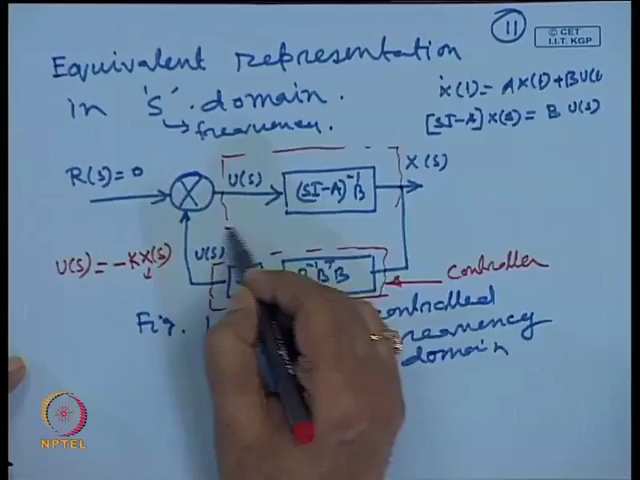 11
© CET
I.I.T. KGP
Equivalent representation
in 's' domain.
frequency.
ẋ(t) = AX(t) + BU(t
[SI-A] X(s) = B U(s)
R(s)=0
U(s)
(SI-A)⁻¹B
X(s)
U(s) = -KX(s)
U(s)
Controller
Fig.
controlled
frequency
domain
NPTEL